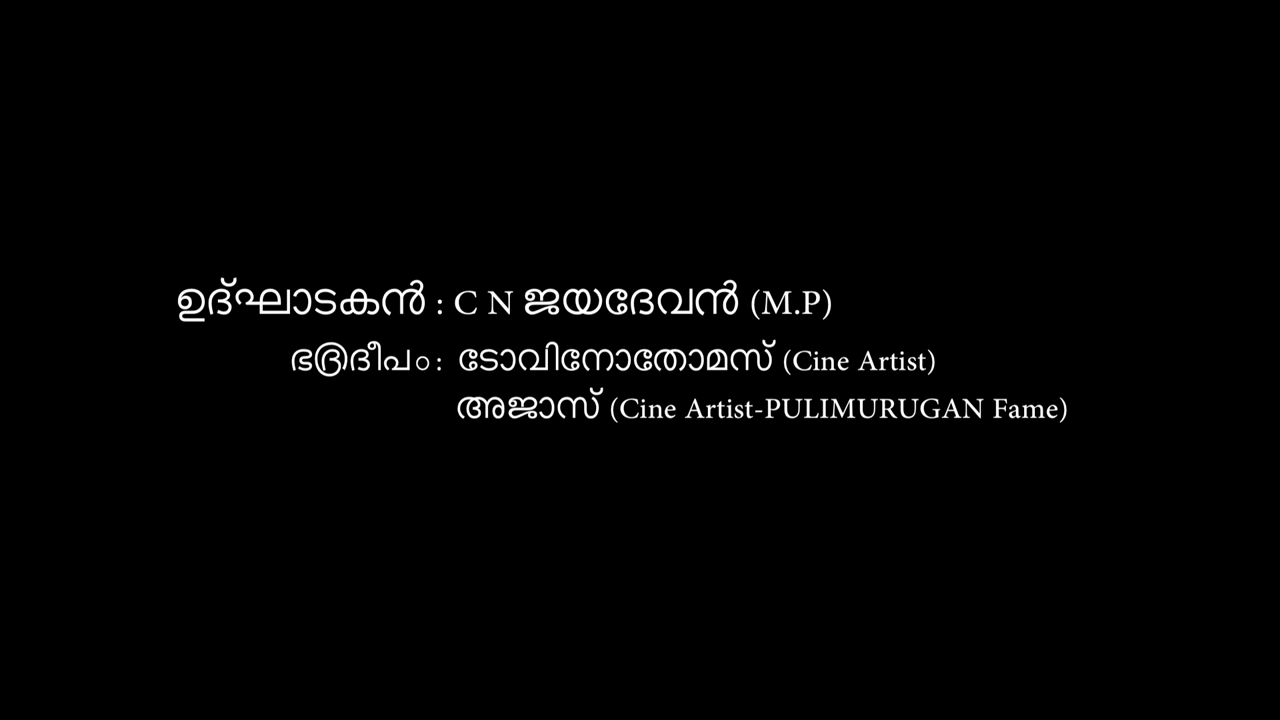 ഉദ്ഘാടകൻ : C N ജയദേവൻ (M.P)
ഭദ്രദീപം : ടോവിനോതോമസ് (Cine Artist)
അജാസ് (Cine Artist-PULIMURUGAN Fame)